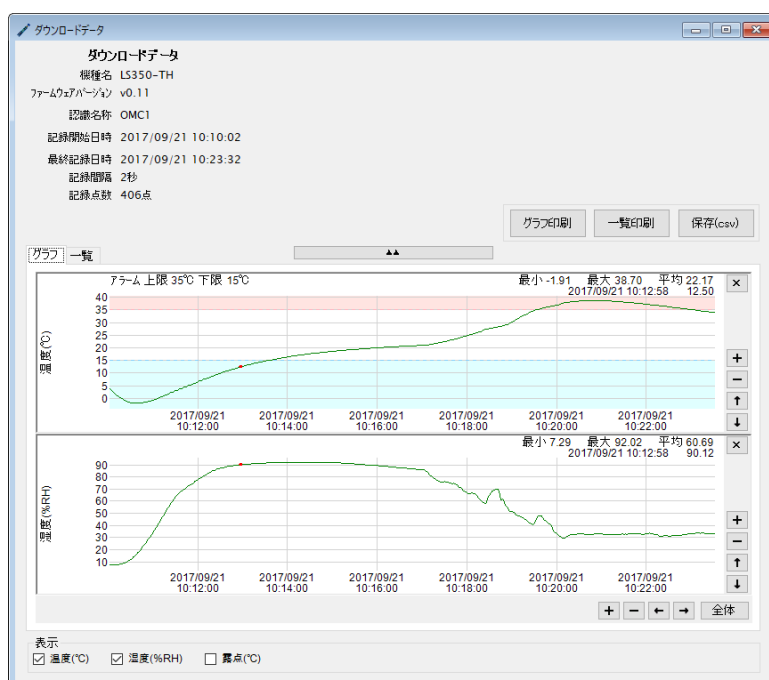 ダウンロードデータ
ダウンロードデータ
機種名 LS350-TH
ファームウェアバージョン v0.11
認識名称 OMC1
記録開始日時 2017/09/21 10:10:02
最終記録日時 2017/09/21 10:23:32
記録間隔 2秒
記録点数 406点
グラフ印刷 一覧印刷 保存(csv)
グラフ 一覧 ▲▲
アラーム 上限 35℃ 下限 15℃ 最小 -1.91 最大 38.70 平均 22.17
2017/09/21 10:12:58 12.50
温度(℃)
40
35
30
25
20
15
10
5
0
2017/09/21 2017/09/21 2017/09/21 2017/09/21 2017/09/21 2017/09/21
10:12:00 10:14:00 10:16:00 10:18:00 10:20:00 10:22:00
最小 7.29 最大 92.02 平均 60.69
2017/09/21 10:12:58 90.12
湿度(%RH)
90
80
70
60
50
40
30
20
10
2017/09/21 2017/09/21 2017/09/21 2017/09/21 2017/09/21 2017/09/21
10:12:00 10:14:00 10:16:00 10:18:00 10:20:00 10:22:00
+ − ← → 全体
表示
温度(℃) 湿度(%RH) 露点(℃)